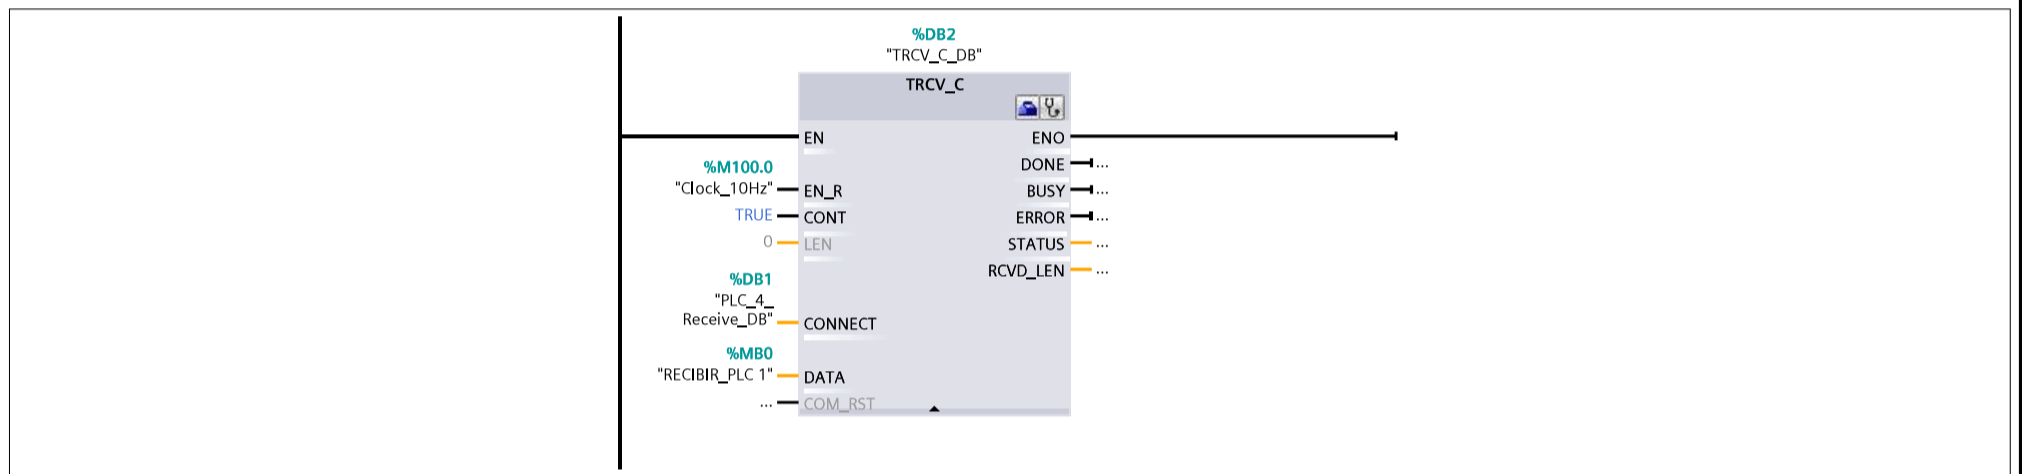 %DB2
"TRCV_C_DB"
TRCV_C
EN
ENO
%M100.0
DONE
...
"Clock_10Hz"
EN_R
BUSY
...
TRUE
CONT
ERROR
...
0
LEN
STATUS
...
RCVD_LEN
...
%DB1
"PLC_4_
Receive_DB"
CONNECT
%MB0
"RECIBIR_PLC 1"
DATA
...
COM_RST